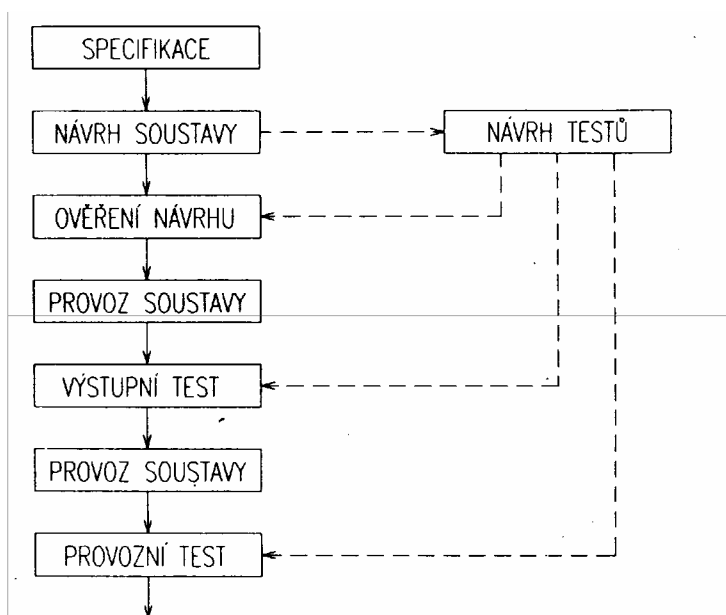 SPECIFIKACE
NÁVRH SOUSTAVY
NÁVRH TESTŮ
OVĚŘENÍ NÁVRHU
PROVOZ SOUSTAVY
VÝSTUPNÍ TEST
PROVOZ SOUSTAVY
PROVOZNÍ TEST